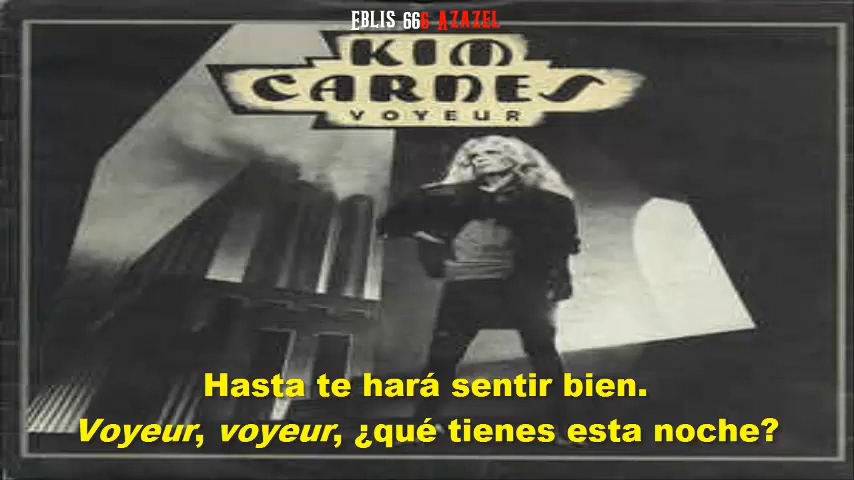 Eblis 666 Azazel
KIM
CARNES
VOYEUR
Hasta te hará sentir bien.
Voyeur, voyeur, ¿qué tienes esta noche?